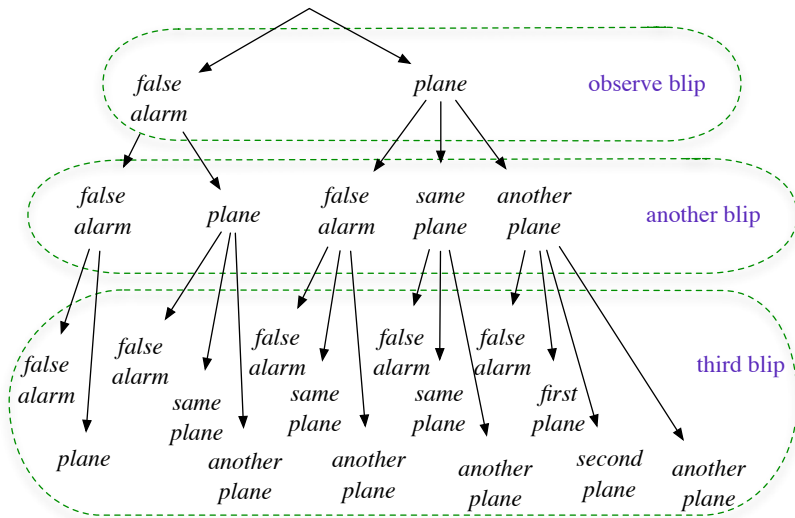 false
alarm
plane
observe blip
false
alarm
plane
false
alarm
same
plane
another
plane
another blip
false
alarm
plane
false
alarm
same
plane
another
plane
false
alarm
same
plane
another
plane
false
alarm
same
plane
another
plane
false
alarm
first
plane
second
plane
another
plane
third blip